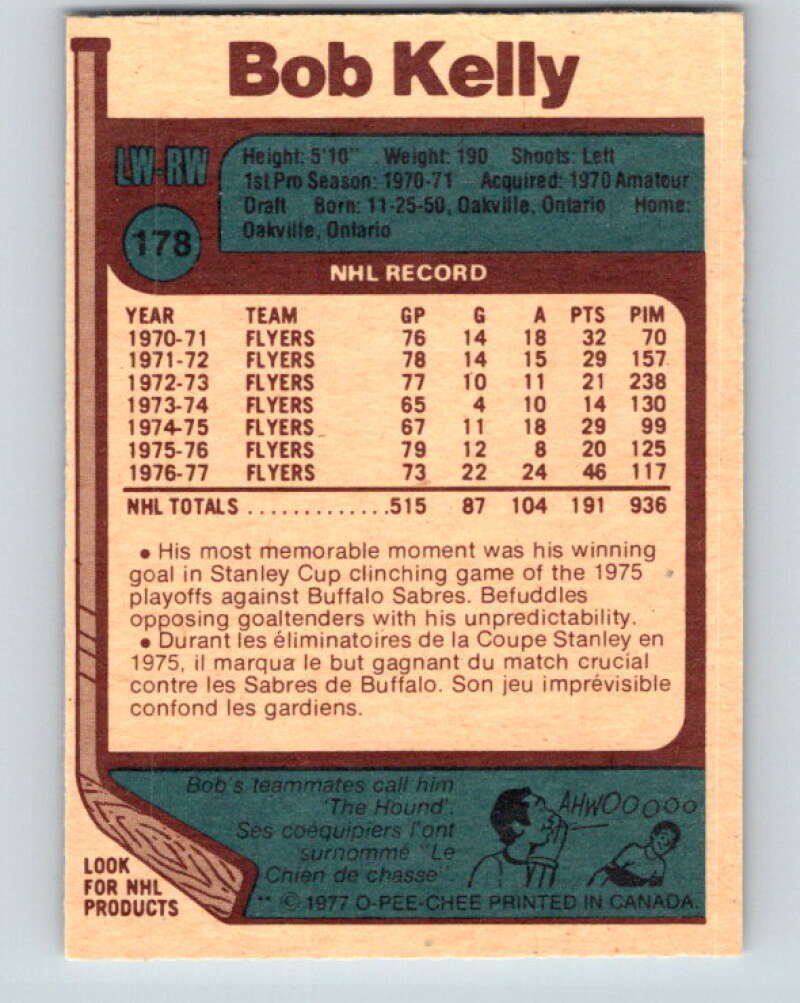 Bob Kelly
LW-RW
178
Height: 5'10" Weight: 190 Shoots: Left
1st Pro Season: 1970-71 Acquired: 1970 Amateur
Draft Born: 11-25-50, Oakville, Ontario Home:
Oakville, Ontario
NHL RECORD
YEAR TEAM GP G A PTS PIM
1970-71 FLYERS 76 14 18 32 70
1971-72 FLYERS 78 14 15 29 157
1972-73 FLYERS 77 10 11 21 238
1973-74 FLYERS 65 4 10 14 130
1974-75 FLYERS 67 11 18 29 99
1975-76 FLYERS 79 12 8 20 125
1976-77 FLYERS 73 22 24 46 117
NHL TOTALS . . . . . . . . . . . . .515 87 104 191 936
• His most memorable moment was his winning
goal in Stanley Cup clinching game of the 1975
playoffs against Buffalo Sabres. Befuddles
opposing goaltenders with his unpredictability.
• Durant les éliminatoires de la Coupe Stanley en
1975, il marqua le but gagnant du match crucial
contre les Sabres de Buffalo. Son jeu imprévisible
confond les gardiens.
Bob's teammates call him
'The Hound'.
Ses coéquipiers l'ont
surnommé "Le
Chien de chasse".
AHWOOOOOO
LOOK
FOR NHL
PRODUCTS
** © 1977 O-PEE-CHEE PRINTED IN CANADA.